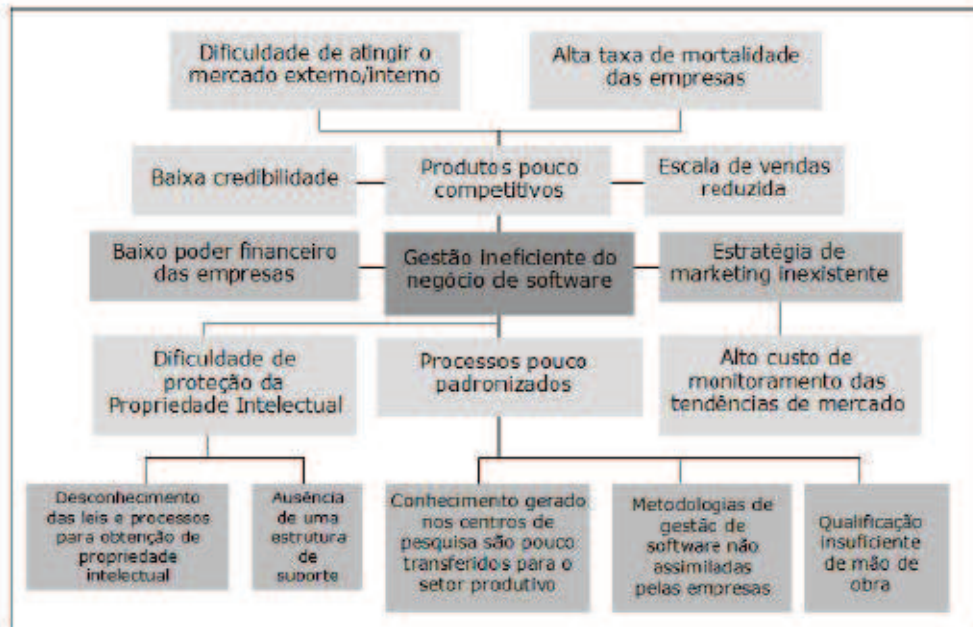 Dificuldade de atingir o
mercado externo/interno
Alta taxa de mortalidade
das empresas
Baixa credibilidade
Produtos pouco
competitivos
Escala de vendas
reduzida
Baixo poder financeiro
das empresas
Gestão ineficiente do
negócio de software
Estratégia de
marketing inexistente
Dificuldade de
proteção da
Propriedade Intelectual
Processos pouco
padronizados
Alto custo de
monitoramento das
tendências de mercado
Desconhecimento
das leis e processos
para obtenção de
propriedade
intelectual
Ausência
de uma
estrutura
de
suporte
Conhecimento gerado
nos centros de
pesquisa são pouco
transferidos para o
setor produtivo
Metodologias de
gestão de
software não
assimiladas
pelas empresas
Qualificação
insuficiente
de mão de
obra